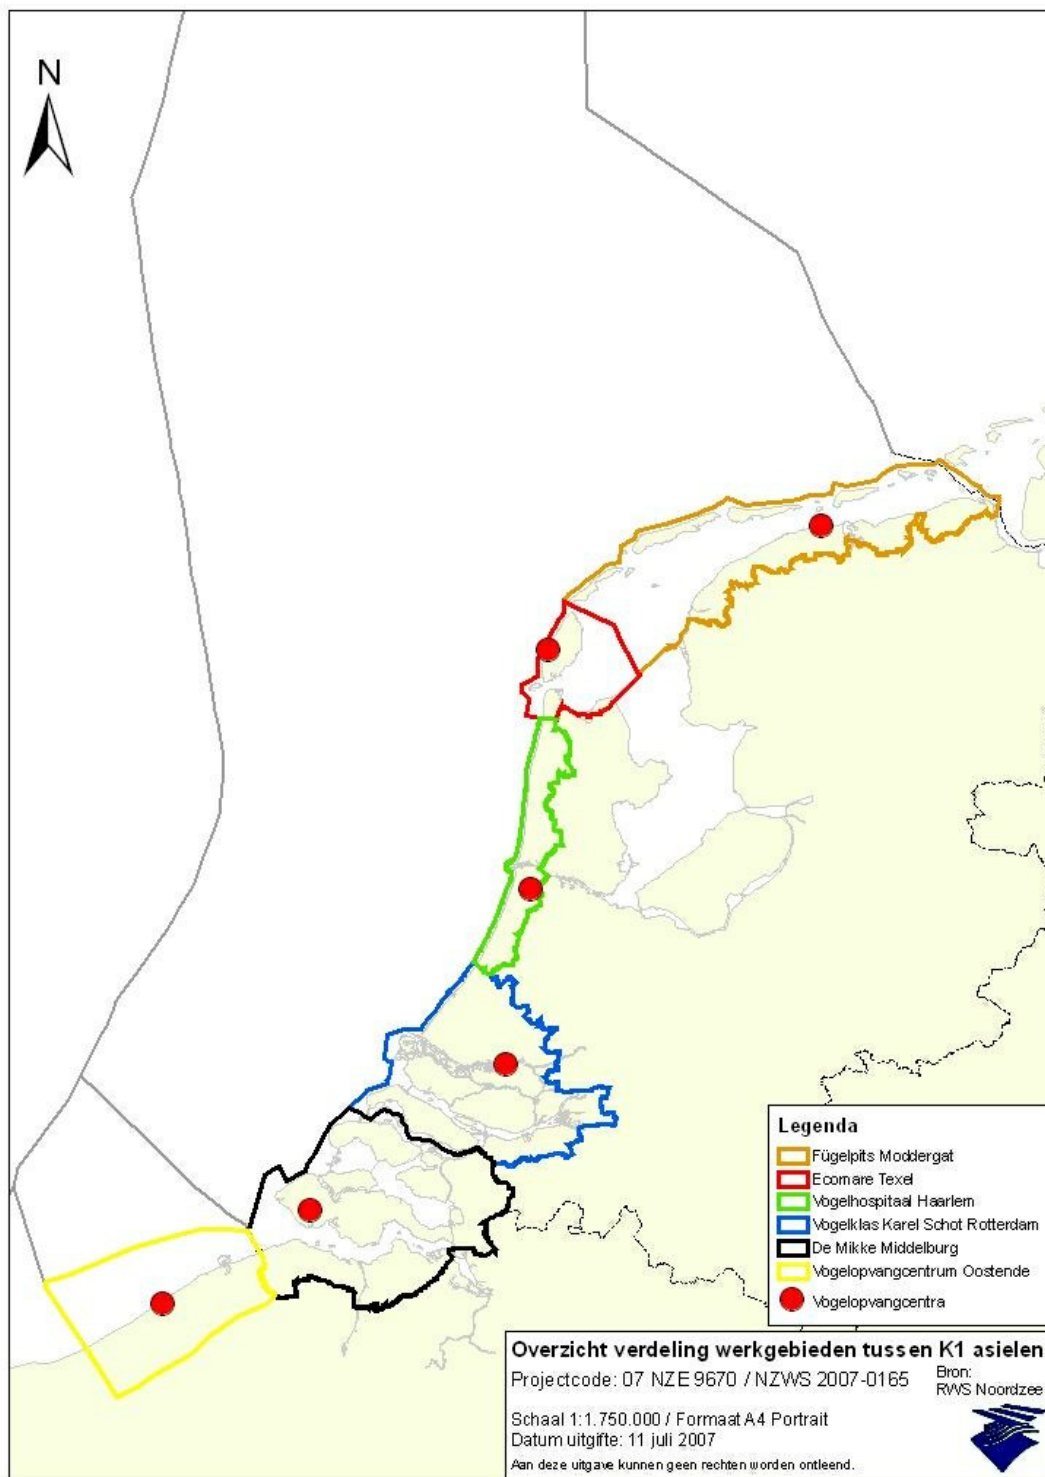 N
Legenda
Fügelpits Moddergat
Ecomare Texel
Vogelhospitaal Haarlem
Vogelklas Karel Schot Rotterdam
De Mikke Middelburg
Vogelopvangcentrum Oostende
Vogelopvangcentra
Overzicht verdeling werkgebieden tussen K1 asielen
Projectcode: 07 NZE 9670 / NZWS 2007-0165
Bron:
RWS Noordzee
Schaal 1:1.750.000 / Formaat A4 Portrait
Datum uitgifte: 11 juli 2007
Aan deze uitgave kunnen geen rechten worden ontleend.